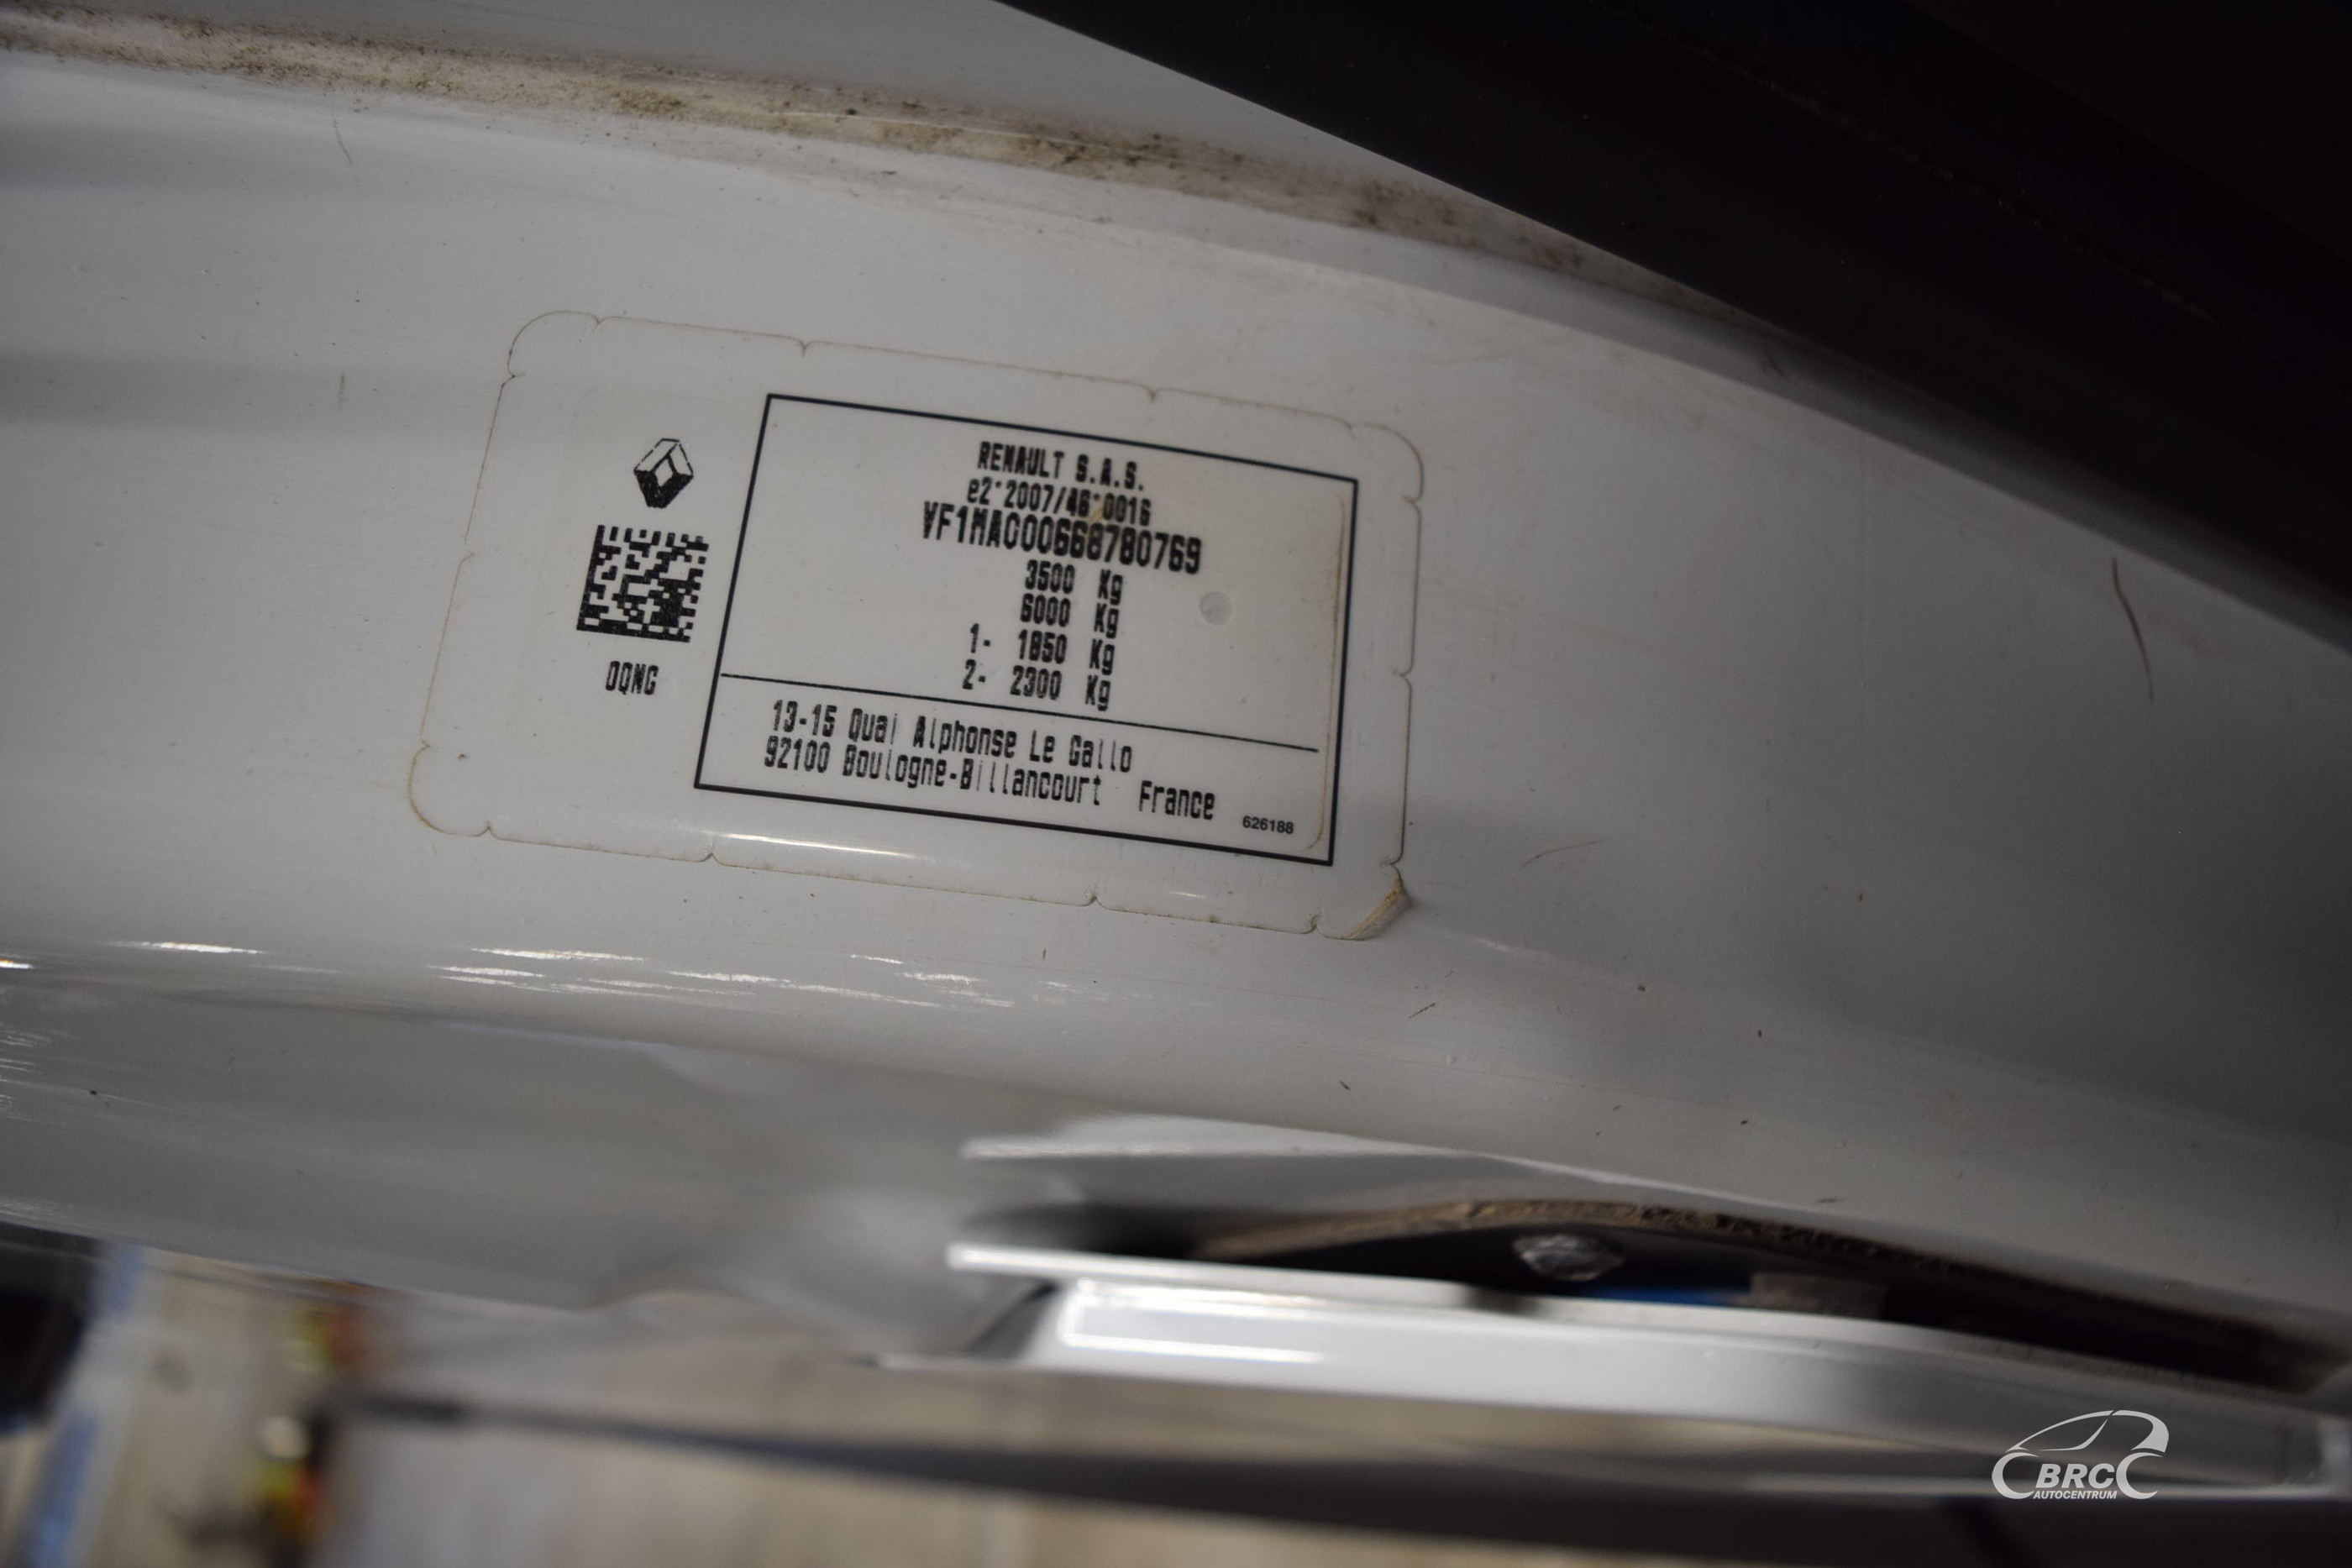 RENAULT S.A.S.
e2*2007/46*0016
VF1MA000668780769
3500 Kg
6000 Kg
1- 1850 Kg
2- 2300 Kg
0QNG
13-15 Quai Alphonse Le Gallo
92100 Boulogne-Billancourt France
626188
BRC
AUTOCENTRUM